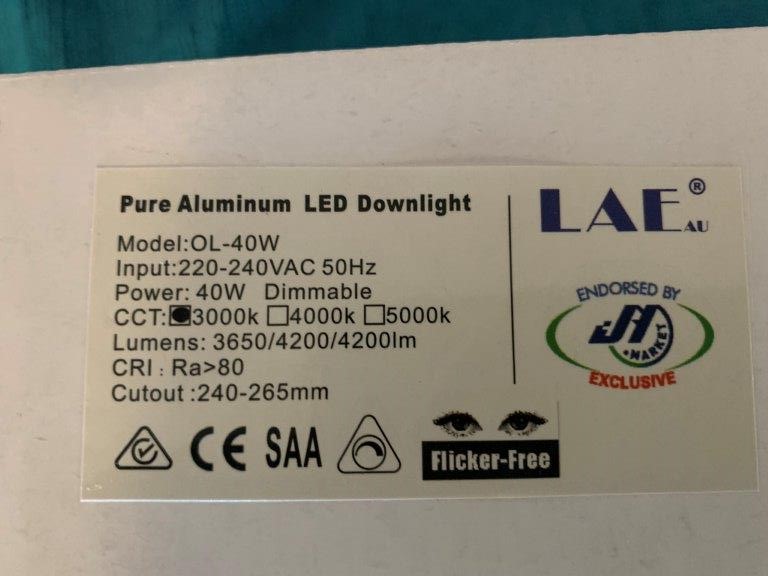 Pure Aluminum LED Downlight
Model:OL-40W
Input:220-240VAC 50Hz
Power: 40W Dimmable
CCT:■3000k □4000k □5000k
Lumens: 3650/4200/4200lm
CRI : Ra>80
Cutout :240-265mm
CE SAA
Flicker-Free
LAE® AU
ENDORSED BY
MARKET
EXCLUSIVE